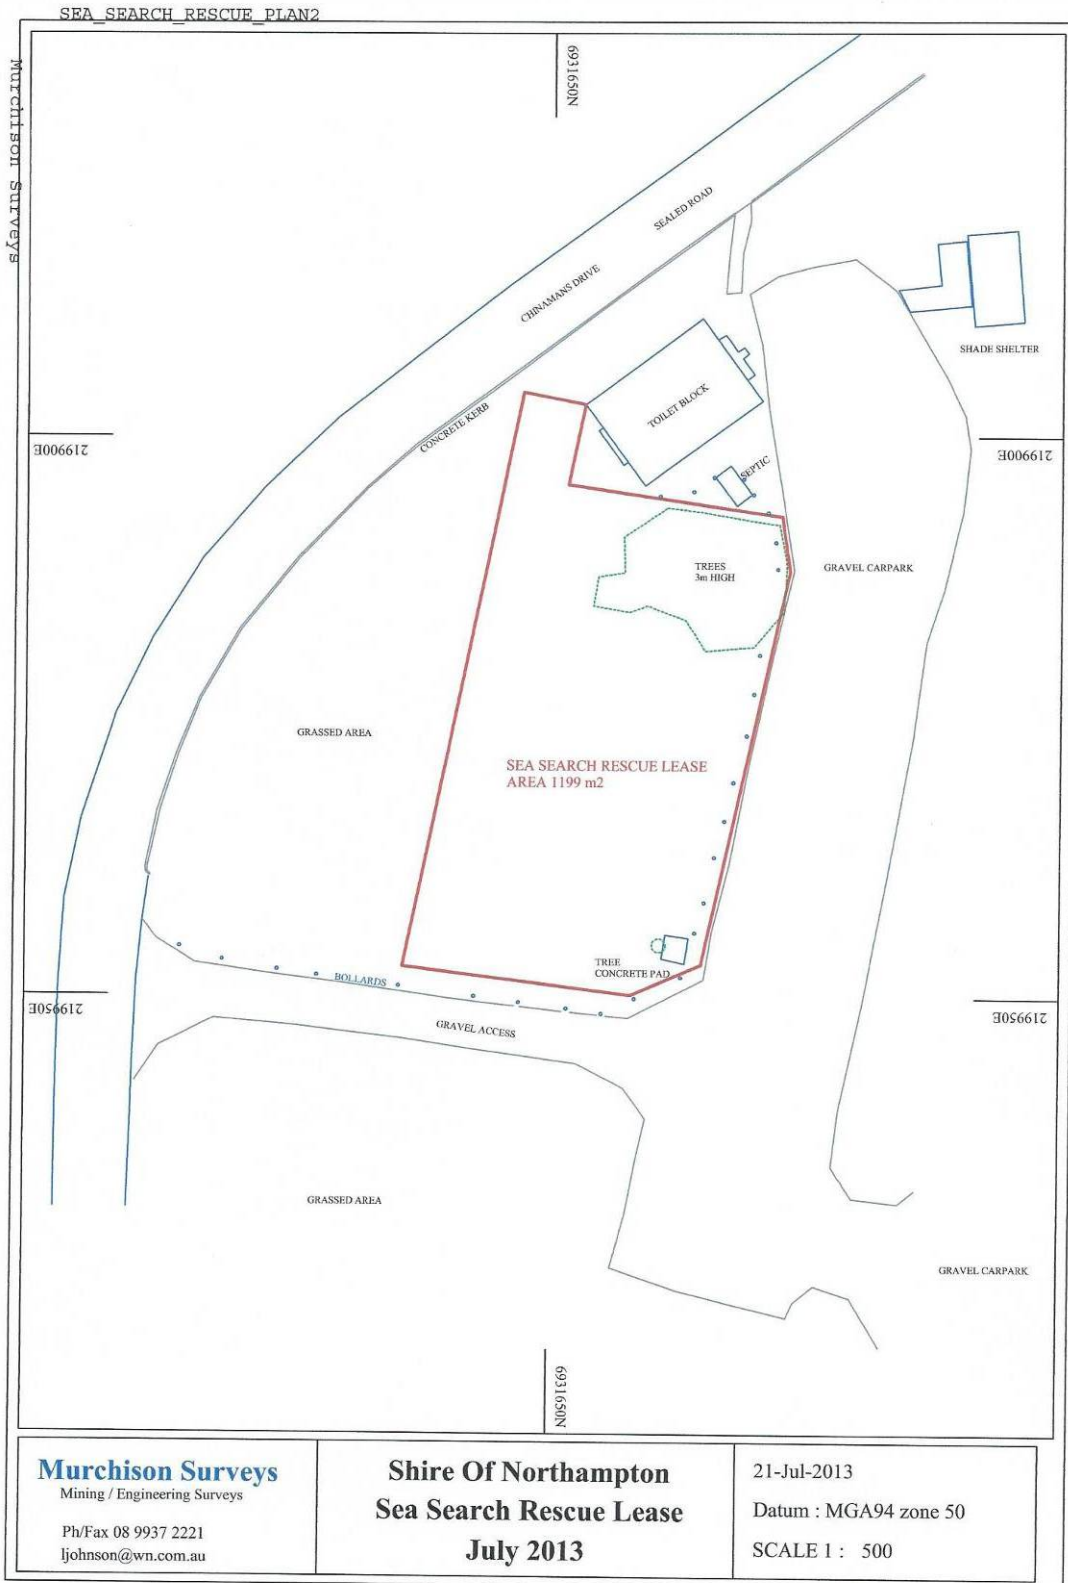 SEA_SEARCH_RESCUE_PLAN2
Murchison Surveys
6931650N
SEALED ROAD
CHINAMANS DRIVE
SHADE SHELTER
TOILET BLOCK
CONCRETE KERB
219900E
219900E
SEPTIC
TREES
3m HIGH
GRAVEL CARPARK
GRASSED AREA
SEA SEARCH RESCUE LEASE
AREA 1199 m2
TREE
CONCRETE PAD
BOLLARDS
219950E
219950E
GRAVEL ACCESS
GRASSED AREA
GRAVEL CARPARK
6931650N
Murchison Surveys
Mining / Engineering Surveys
Ph/Fax 08 9937 2221
ljohnson@wn.com.au
Shire Of Northampton
Sea Search Rescue Lease
July 2013
21-Jul-2013
Datum : MGA94 zone 50
SCALE 1 : 500